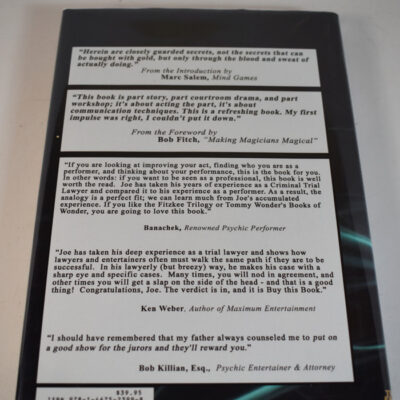 "Herein are closely guarded secrets, not the secrets that can
be bought with gold, but only through the blood and sweat of
actually doing."
From the Introduction by
Marc Salem, Mind Games
"This book is part story, part courtroom drama, and part
workshop; it's about acting the part, it's about
communication techniques. This is a refreshing book. My first
impulse was right, I couldn't put it down."
From the Foreword by
Bob Fitch, "Making Magicians Magical"
"If you are looking at improving your act, finding who you are as a
performer, and thinking about your performance, this is the book for you.
In other words: if you want to be seen as a professional, this book is well
worth the read. Joe has taken his years of experience as a Criminal Trial
Lawyer and compared it to his experience as a performer. As a result, the
analogy is a perfect fit; we can learn much from Joe's accumulated
experience. If you like the Fitzkee Trilogy or Tommy Wonder's Books of
Wonder, you are going to love this book."
Banachek, Renowned Psychic Performer
"Joe has taken his deep experience as a trial lawyer and shows how
lawyers and entertainers often must walk the same path if they are to be
successful. In his lawyerly (but breezy) way, he makes his case with a
sharp eye and specific cases. Many times, you will nod in agreement, and
other times you will get a slap on the side of the head - and that is a good
thing! Congratulations, Joe. The verdict is in, and it is Buy this Book."
Ken Weber, Author of Maximum Entertainment
"I should have remembered that my father always counseled me to put on
a good show for the jurors and they'll reward you."
Bob Killian, Esq., Psychic Entertainer & Attorney
$39.95